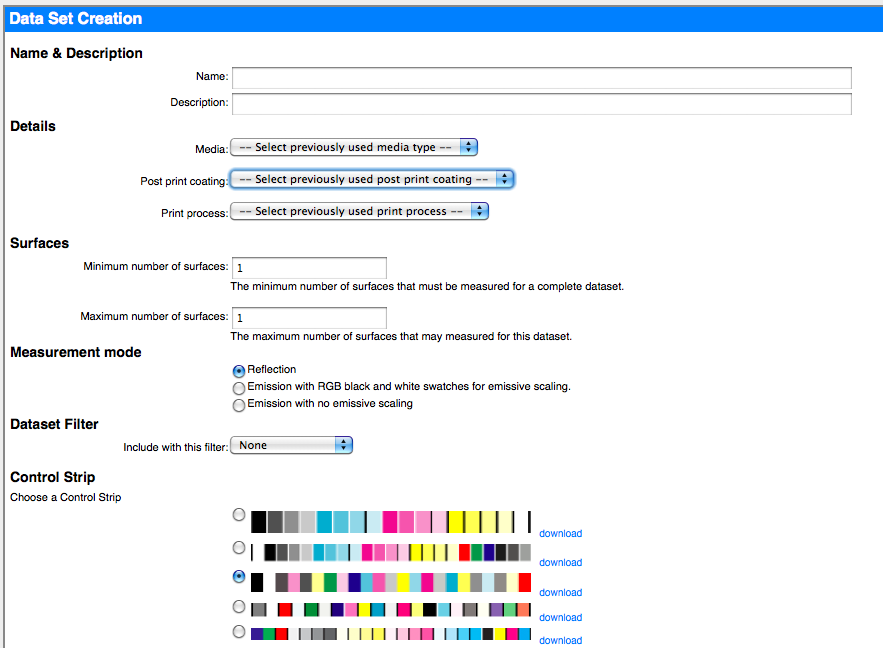 Data Set Creation
Name & Description
Name:
Description:
Details
Media: -- Select previously used media type --
Post print coating: -- Select previously used post print coating --
Print process: -- Select previously used print process --
Surfaces
Minimum number of surfaces: 1
The minimum number of surfaces that must be measured for a complete dataset.
Maximum number of surfaces: 1
The maximum number of surfaces that may measured for this dataset.
Measurement mode
Reflection
Emission with RGB black and white swatches for emissive scaling.
Emission with no emissive scaling
Dataset Filter
Include with this filter: None
Control Strip
Choose a Control Strip
download
download
download
download
download